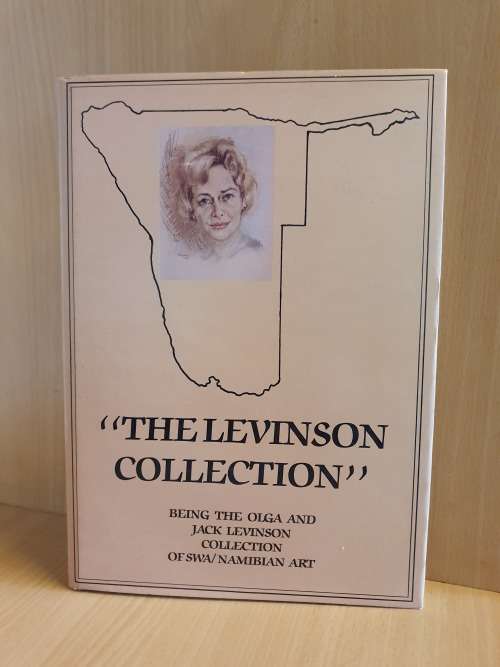 “THE LEVINSON
COLLECTION”
BEING THE OLGA AND
JACK LEVINSON
COLLECTION
OF SWA/NAMIBIAN ART